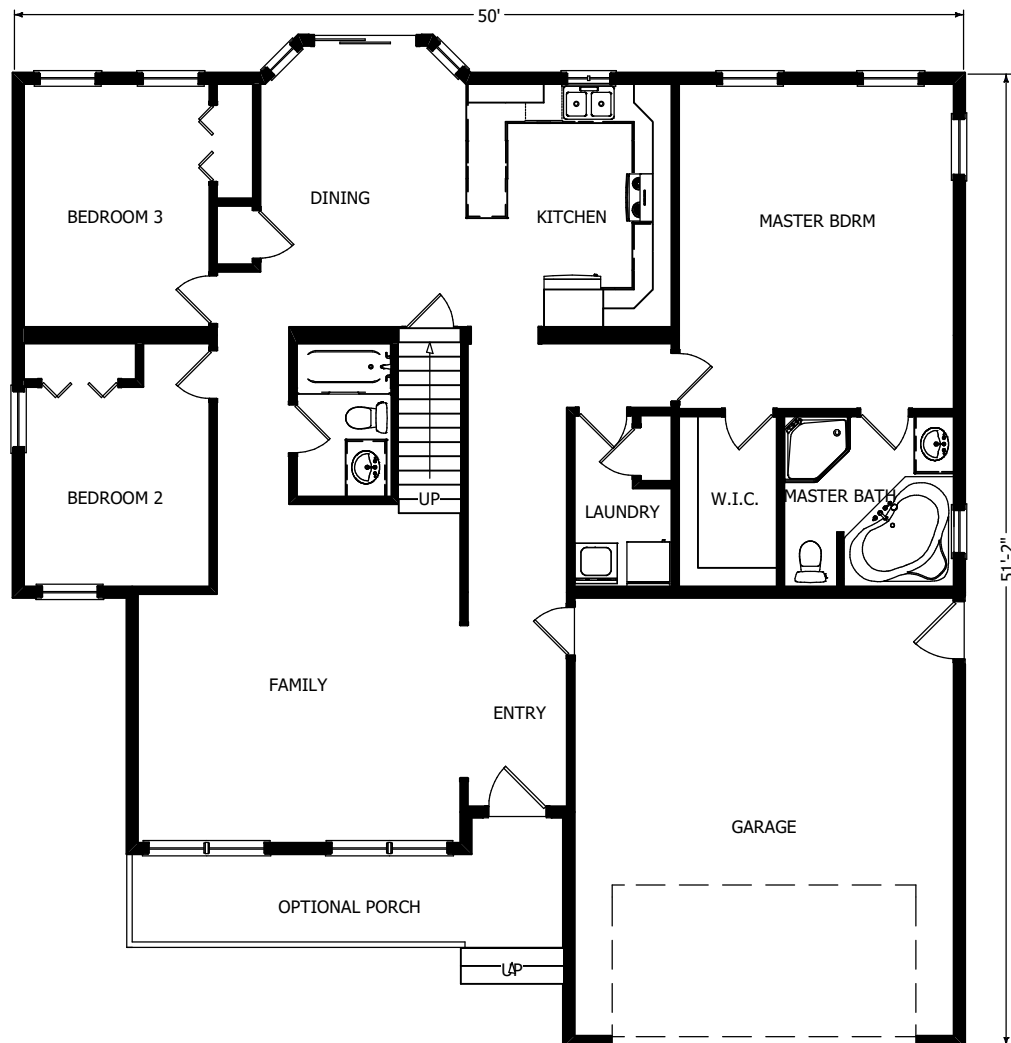 50'
DINING
BEDROOM 3
KITCHEN
MASTER BDRM
BEDROOM 2
UP
LAUNDRY
W.I.C.
MASTER BATH
51'-2"
FAMILY
ENTRY
GARAGE
OPTIONAL PORCH
UP